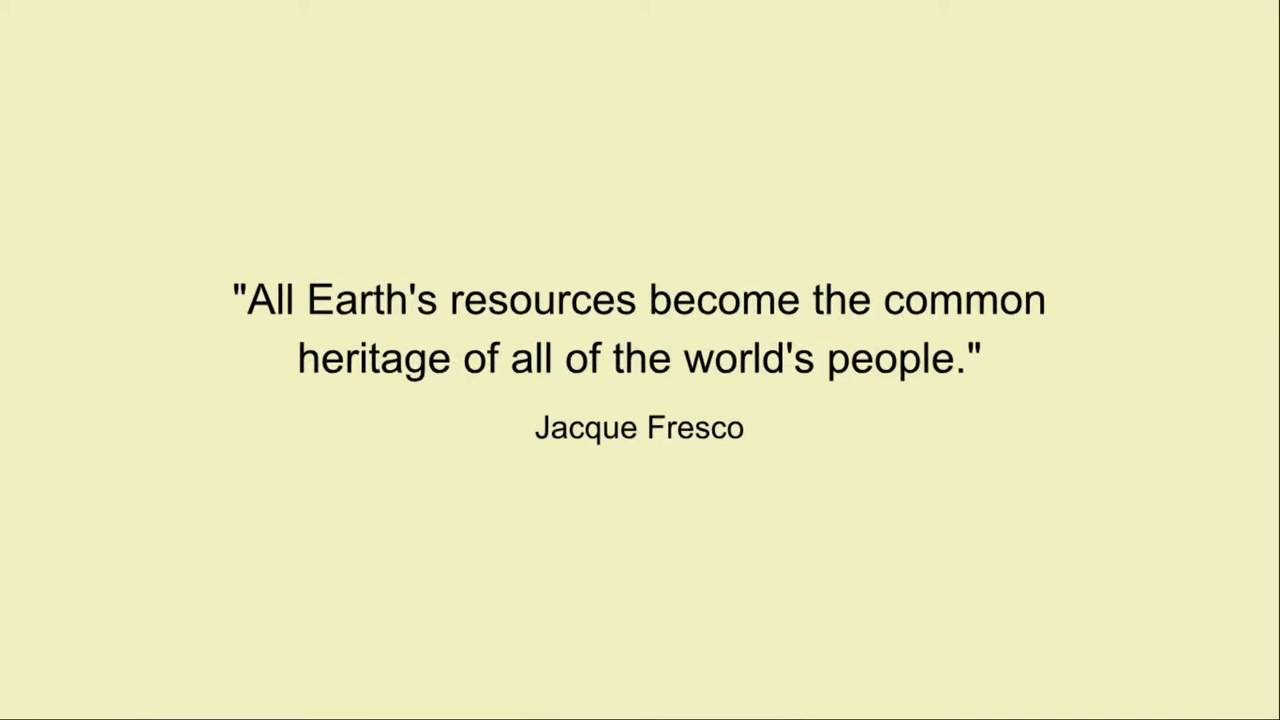 "All Earth's resources become the common
heritage of all of the world's people."
Jacque Fresco